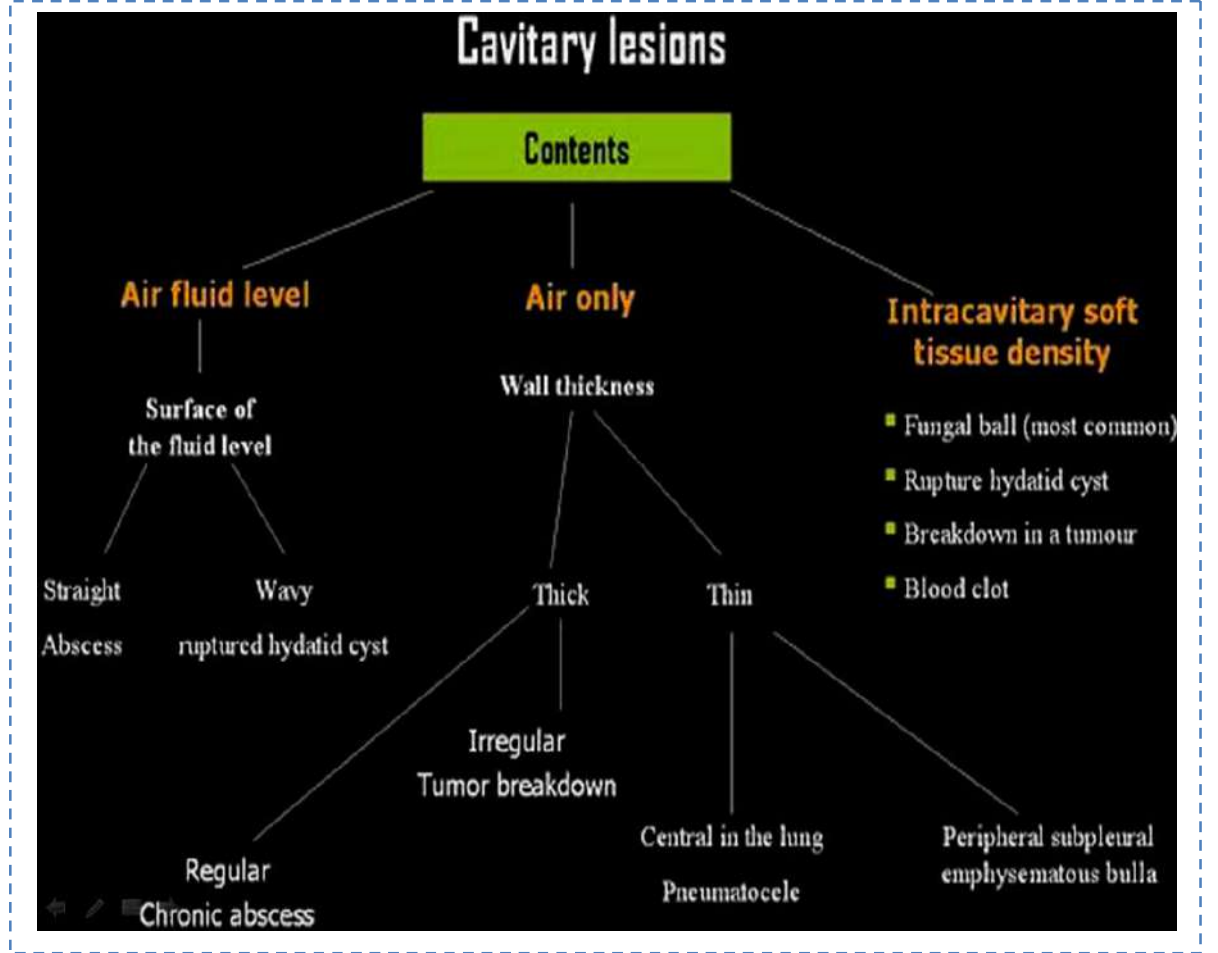 Cavitary lesions
Contents
Air fluid level
Surface of
the fluid level
Straight
Abscess
Wavy
ruptured hydatid cyst
Air only
Wall thickness
Thick
Regular
Chronic abscess
Irregular
Tumor breakdown
Thin
Central in the lung
Pneumatocele
Peripheral subpleural
emphysematous bulla
Intracavitary soft
tissue density
Fungal ball (most common)
Rupture hydatid cyst
Breakdown in a tumour
Blood clot